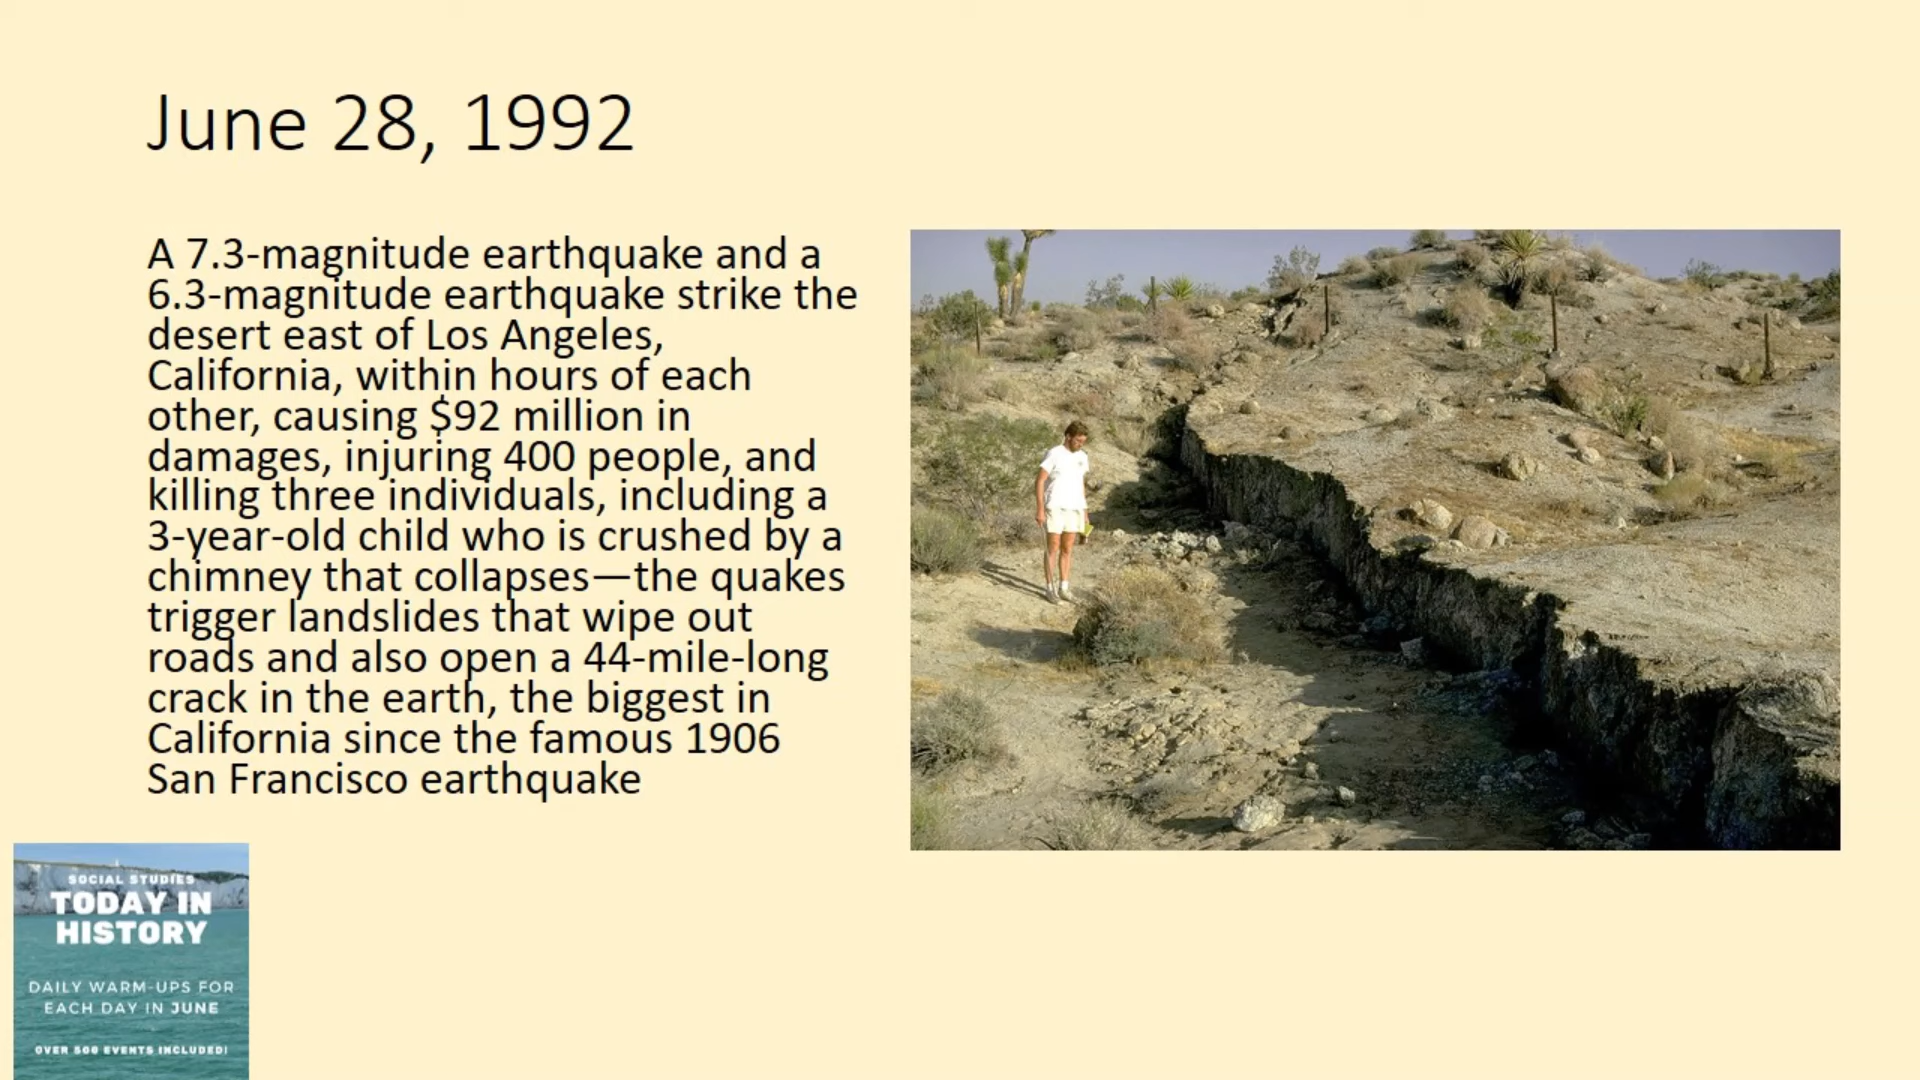 June 28, 1992
A 7.3-magnitude earthquake and a
6.3-magnitude earthquake strike the
desert east of Los Angeles,
California, within hours of each
other, causing $92 million in
damages, injuring 400 people, and
killing three individuals, including a
3-year-old child who is crushed by a
chimney that collapses—the quakes
trigger landslides that wipe out
roads and also open a 44-mile-long
crack in the earth, the biggest in
California since the famous 1906
San Francisco earthquake
SOCIAL STUDIES
TODAY IN
HISTORY
DAILY WARM-UPS FOR
EACH DAY IN JUNE
OVER 500 EVENTS INCLUDED!